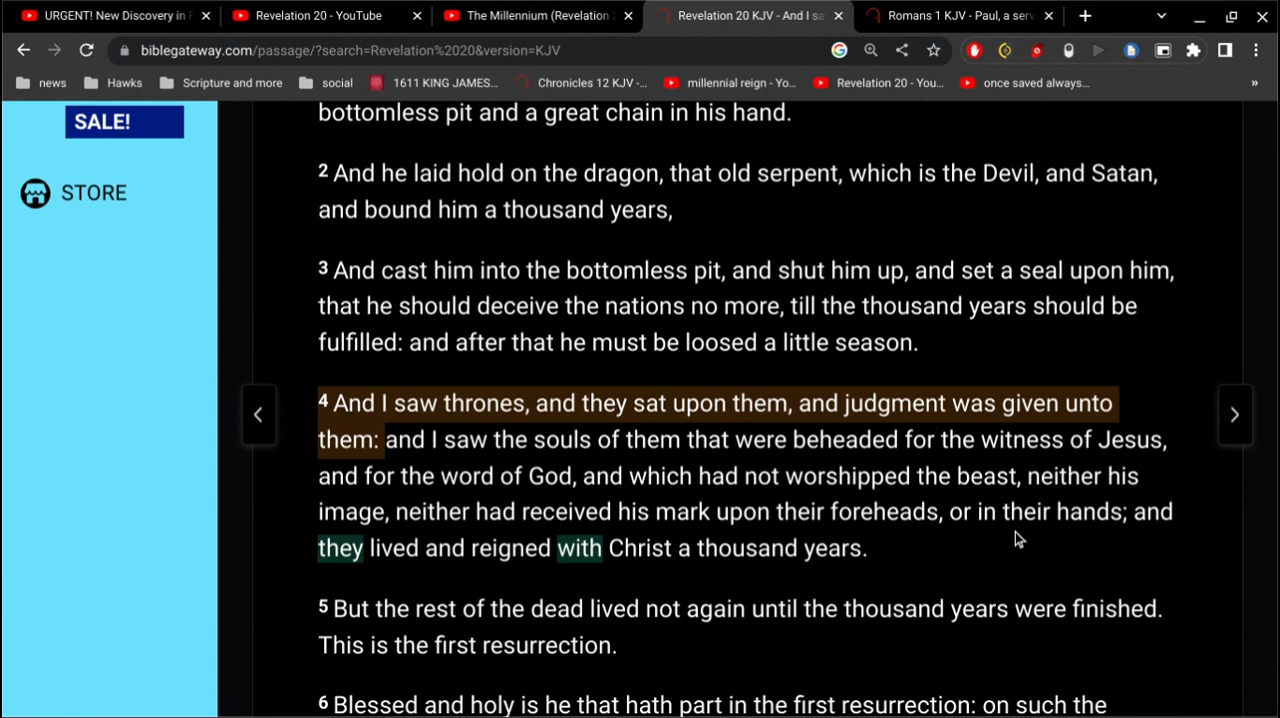 URGENT! New Discovery in F
Revelation 20 - YouTube
The Millennium (Revelation 2
Revelation 20 KJV - And I sa
Romans 1 KJV - Paul, a serv
biblegateway.com/passage/?search=Revelation%2020&version=KJV
news
Hawks
Scripture and more
social
1611 KING JAMES...
Chronicles 12 KJV -...
millennial reign - Yo...
Revelation 20 - You...
once saved always...
»
SALE!
STORE
bottomless pit and a great chain in his hand.
2 And he laid hold on the dragon, that old serpent, which is the Devil, and Satan,
and bound him a thousand years,
3 And cast him into the bottomless pit, and shut him up, and set a seal upon him,
that he should deceive the nations no more, till the thousand years should be
fulfilled: and after that he must be loosed a little season.
4 And I saw thrones, and they sat upon them, and judgment was given unto
them: and I saw the souls of them that were beheaded for the witness of Jesus,
and for the word of God, and which had not worshipped the beast, neither his
image, neither had received his mark upon their foreheads, or in their hands; and
they lived and reigned with Christ a thousand years.
5 But the rest of the dead lived not again until the thousand years were finished.
This is the first resurrection.
6 Blessed and holy is he that hath part in the first resurrection: on such the